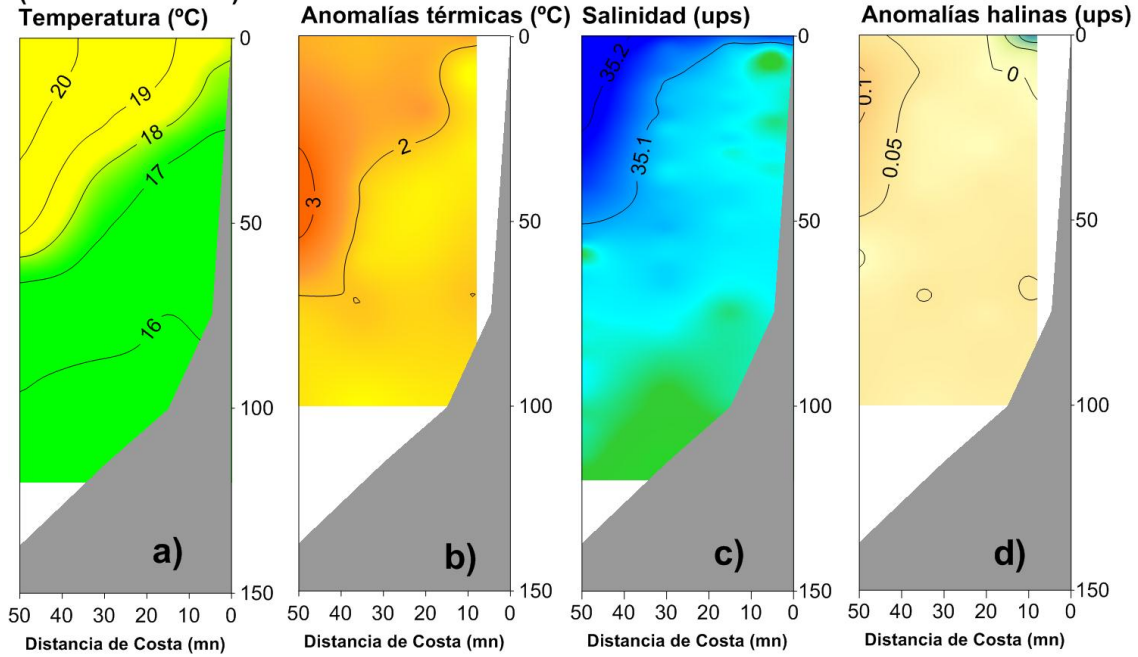 Temperatura (ºC)
Anomalías térmicas (ºC)
Salinidad (ups)
Anomalías halinas (ups)
20
19
18
17
16
0
50
100
150
a)
50 40 30 20 10 0
Distancia de Costa (mn)
2
3
0
50
100
150
b)
50 40 30 20 10 0
Distancia de Costa (mn)
35.2
35.1
0
50
100
150
c)
50 40 30 20 10 0
Distancia de Costa (mn)
0.1
0.05
0
0
50
100
150
d)
50 40 30 20 10 0
Distancia de Costa (mn)